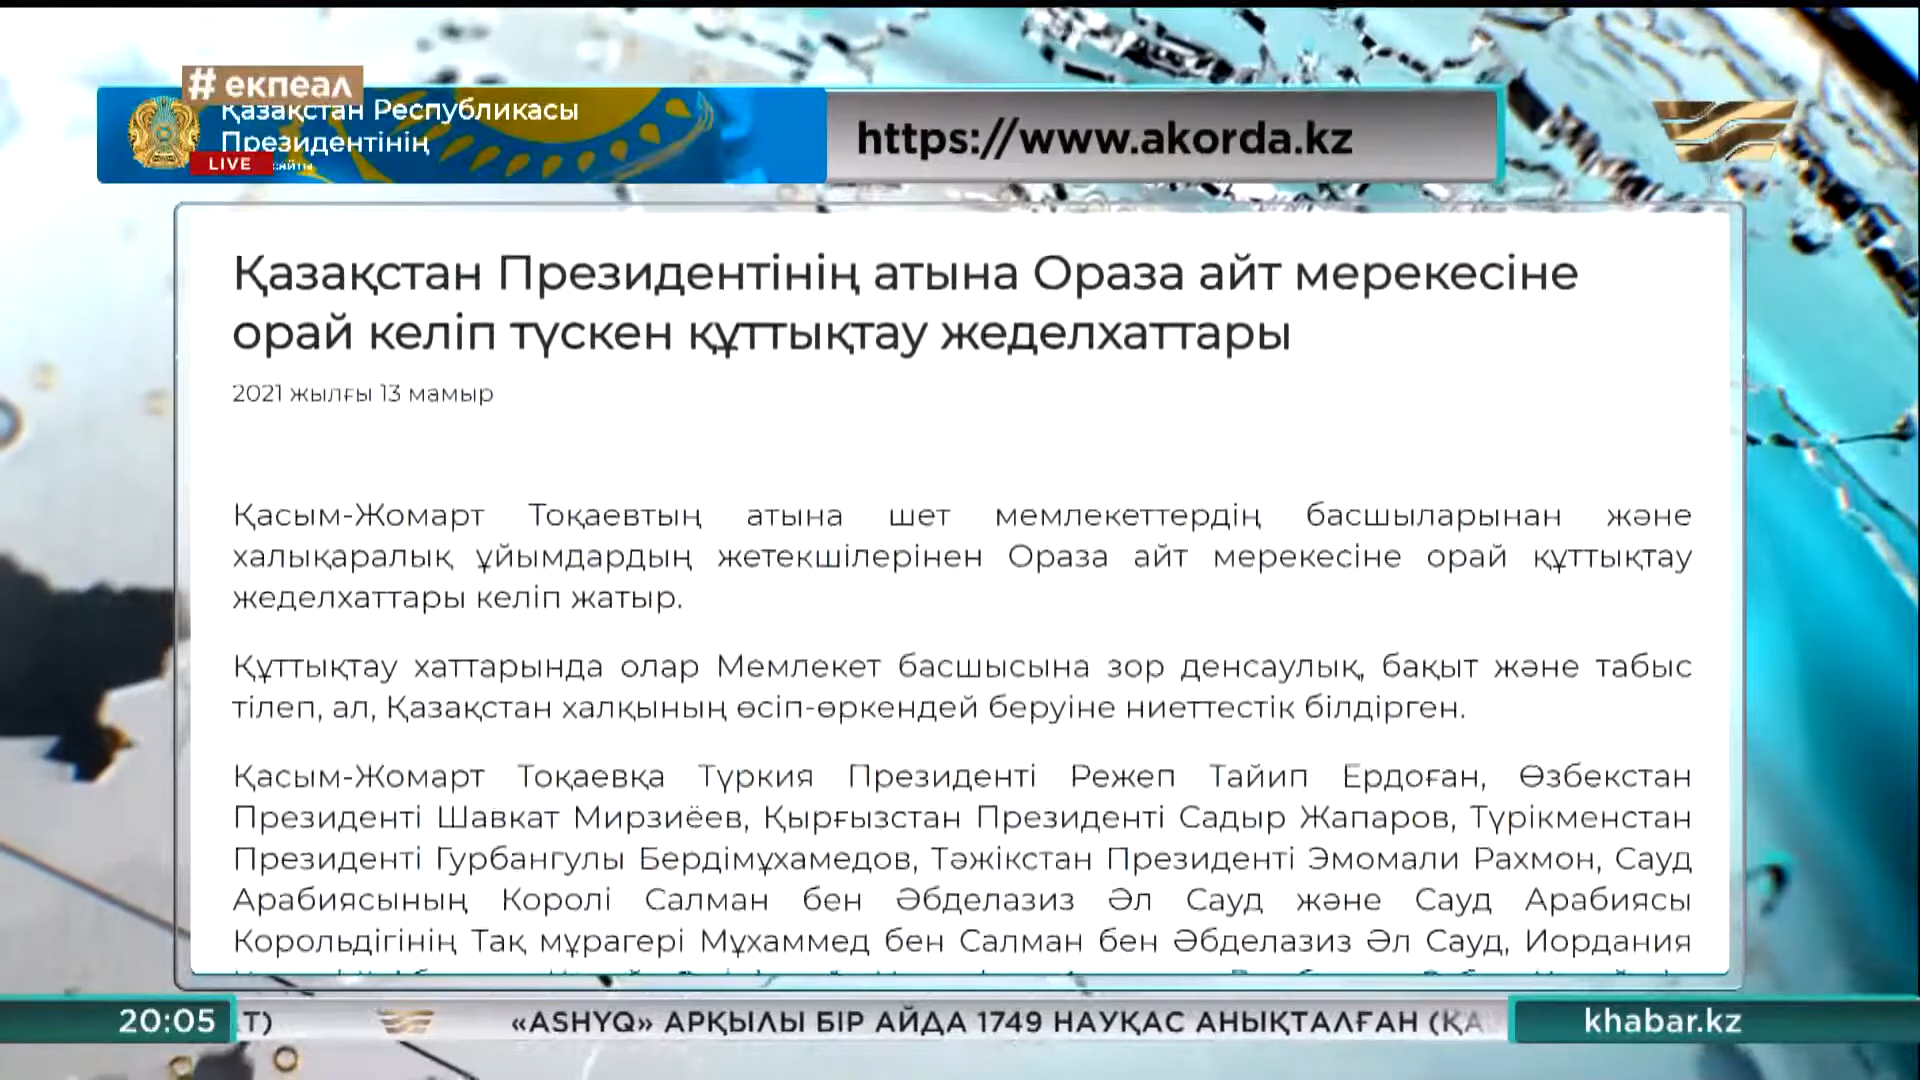 #екпеал
Қазақстан Республикасы
Президентінің
LIVE
сайты
https://www.akorda.kz
Қазақстан Президентінің атына Ораза айт мерекесіне
орай келіп түскен құттықтау жеделхаттары
2021 жылғы 13 мамыр
Қасым-Жомарт Тоқаевтың атына шет мемлекеттердің басшыларынан және
халықаралық ұйымдардың жетекшілерінен Ораза айт мерекесіне орай құттықтау
жеделхаттары келіп жатыр.
Құттықтау хаттарында олар Мемлекет басшысына зор денсаулық, бақыт және табыс
тілеп, ал, Қазақстан халқының өсіп-өркендей беруіне ниеттестік білдірген.
Қасым-Жомарт Тоқаевқа Түркия Президенті Режеп Тайип Ердоған, Өзбекстан
Президенті Шавкат Мирзиёев, Қырғызстан Президенті Садыр Жапаров, Түрікменстан
Президенті Гурбангулы Бердімұхамедов, Тәжікстан Президенті Эмомали Рахмон, Сауд
Арабиясының Королі Салман бен Әбделазиз Әл Сауд және Сауд Арабиясы
Корольдігінің Тақ мұрагері Мұхаммед бен Салман бен Әбделазиз Әл Сауд, Иордания
20:05 Т) «ASHYQ» АРҚЫЛЫ БІР АЙДА 1749 НАУҚАС АНЫҚТАЛҒАН (ҚА khabar.kz